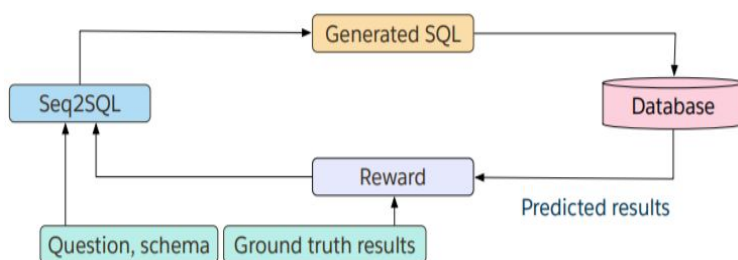 Generated SQL
Seq2SQL
Database
Reward
Predicted results
Question, schema
Ground truth results